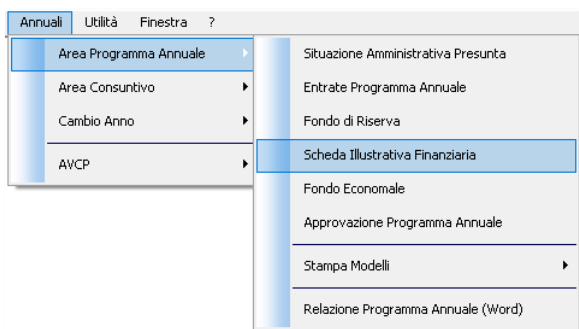 Annuali Utilità Finestra ?
Area Programma Annuale
Area Consuntivo
Cambio Anno
AVCP
Situazione Amministrativa Presunta
Entrate Programma Annuale
Fondo di Riserva
Scheda Illustrativa Finanziaria
Fondo Economale
Approvazione Programma Annuale
Stampa Modelli
Relazione Programma Annuale (Word)